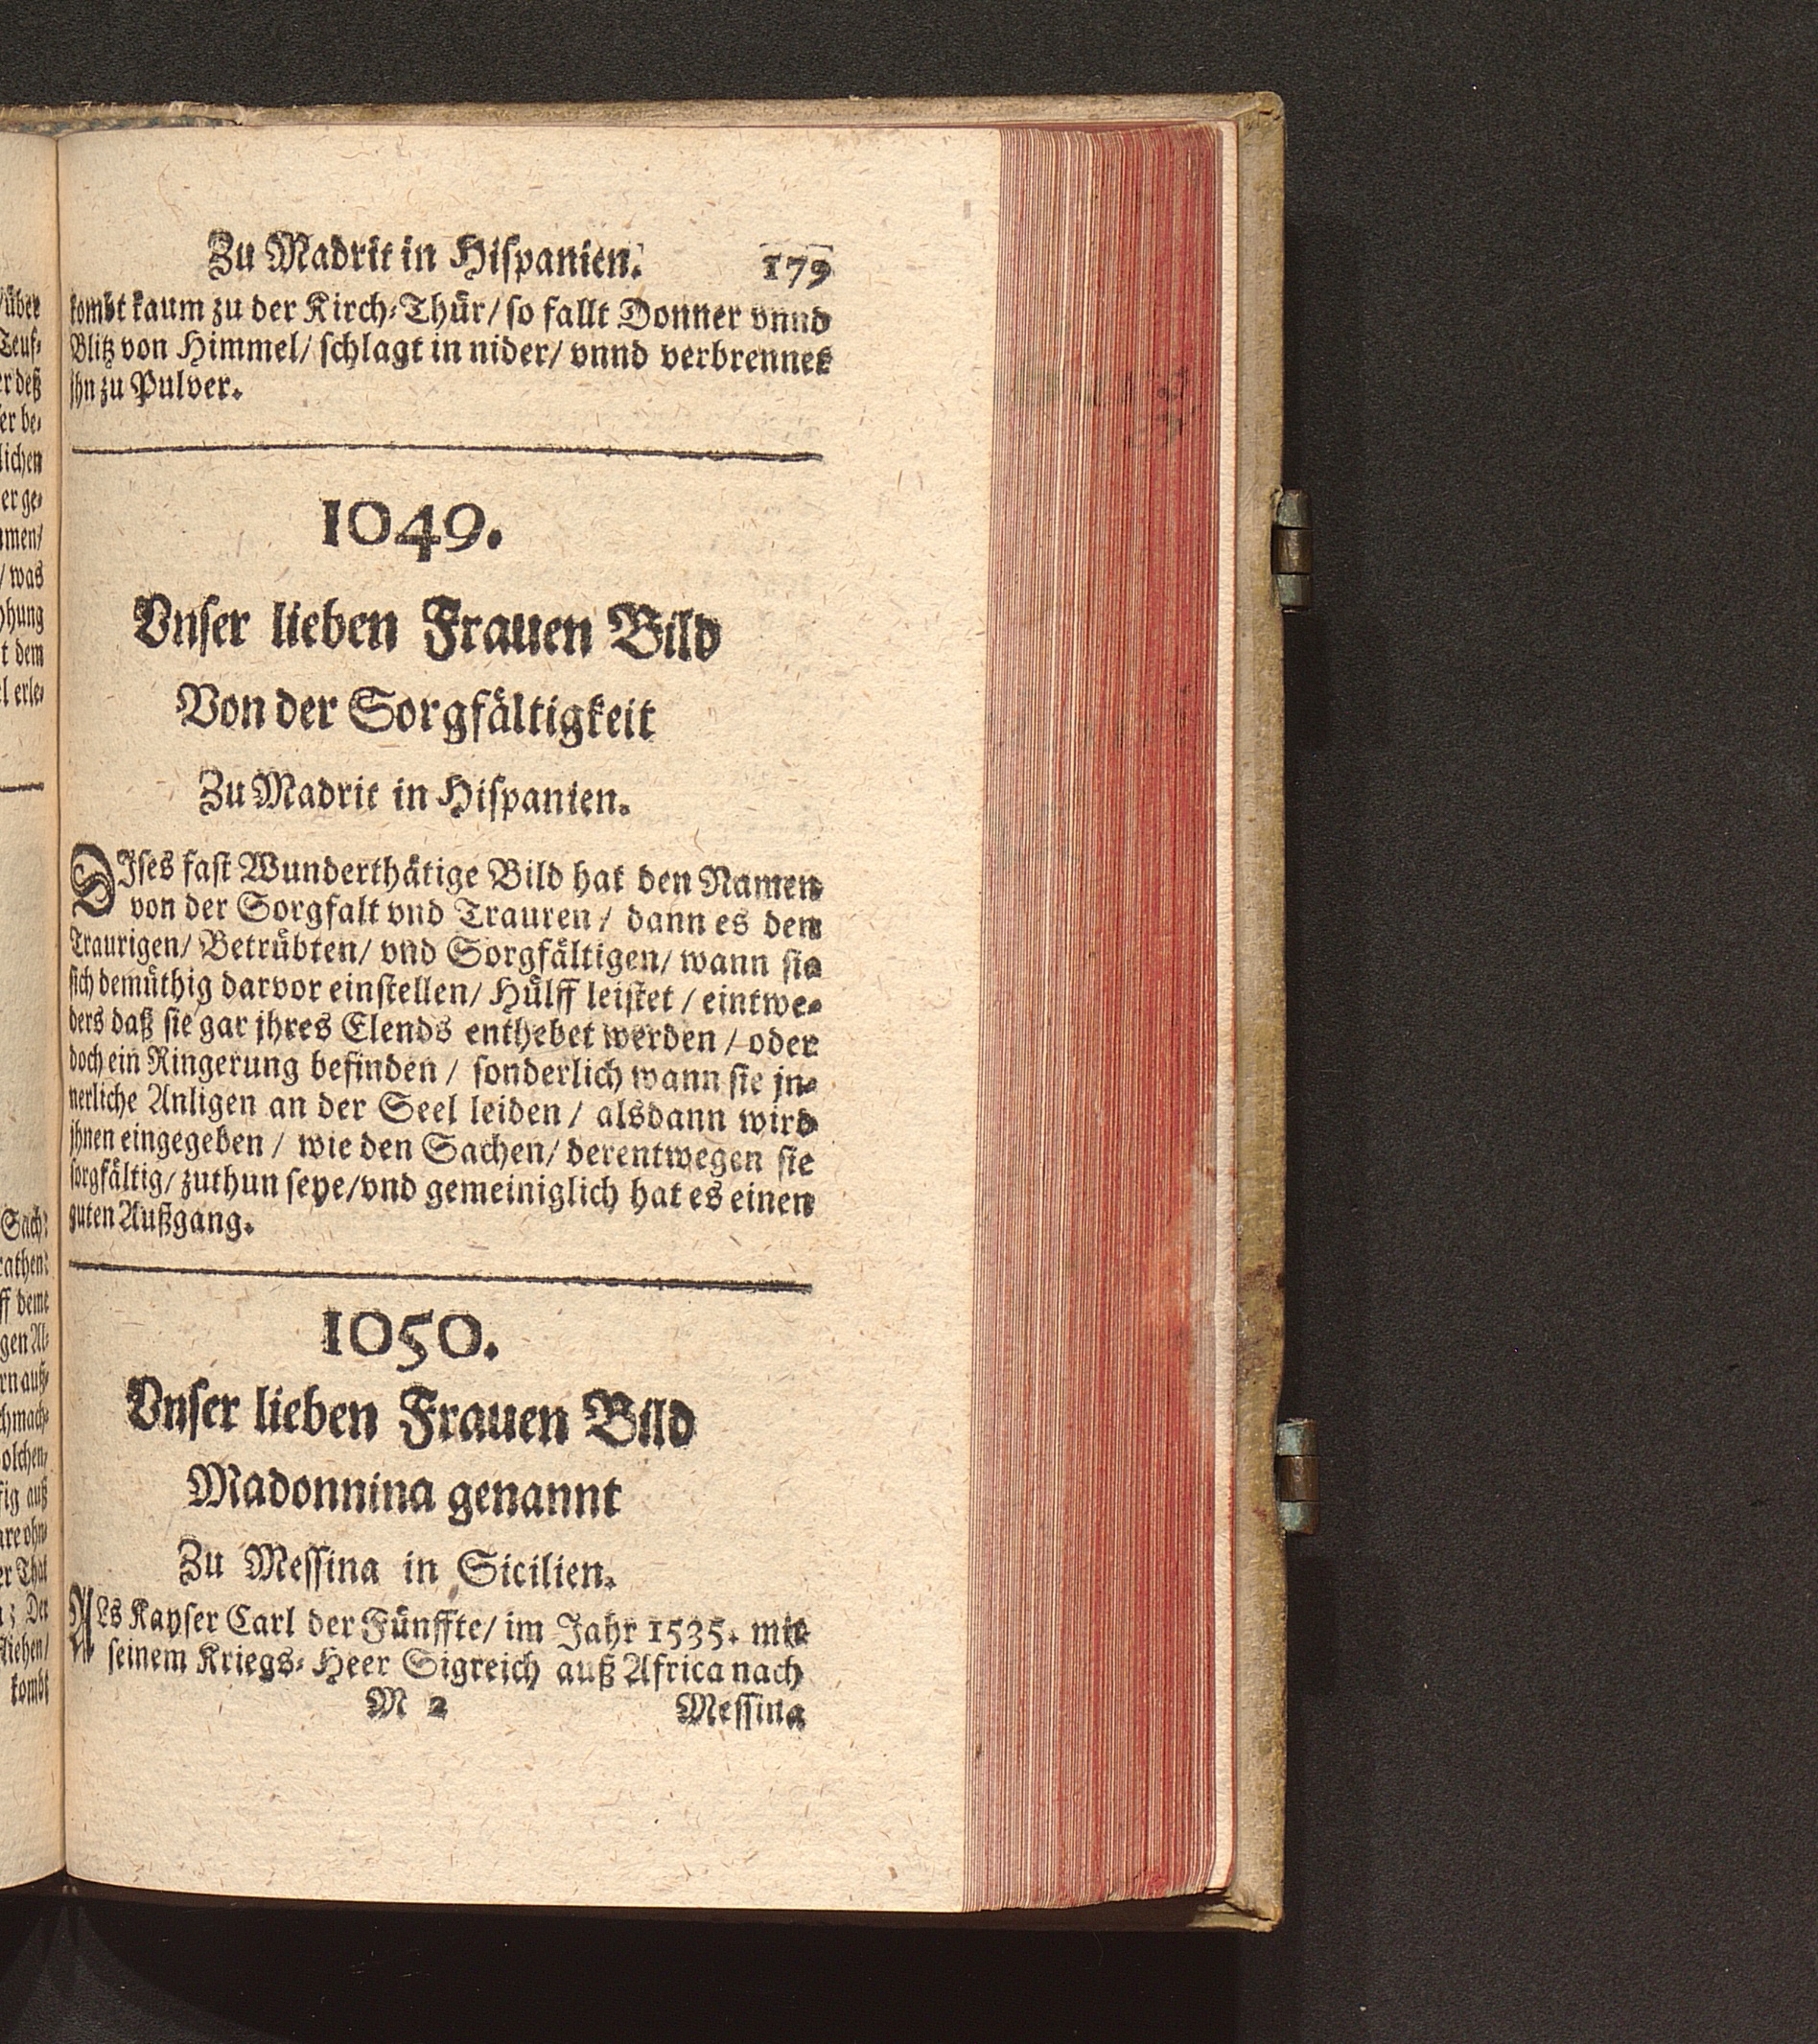 Zu Madrit in Hiſpanien. 179
kombt kaum zu der Kirch-Thür/ ſo fallt Donner vnnd
Blitz von Himmel/ ſchlagt in nider/ vnnd verbrennet
jhn zu Pulver.
1049.
Vnſer lieben Frauen Bild
Von der Sorgfältigkeit
Zu Madrit in Hiſpanien.
DIſes faſt Wunderthätige Bild hat den Namen
von der Sorgfalt vnd Trauren/ dann es den
Traurigen/ Betrübten/ vnd Sorgfältigen/ wann ſie
ſich demüthig darvor einſtellen/ Hülff leiſtet/ eintwe-
ders daß ſie gar jhres Elends enthebet werden/ oder
doch ein Ringerung befinden/ ſonderlich wann ſie jn-
nerliche Anligen an der Seel leiden/ alsdann wird
jhnen eingegeben/ wie den Sachen/ derentwegen ſie
ſorgfältig/ zuthun ſeye/ vnd gemeiniglich hat es einen
guten Außgang.
1050.
Vnſer lieben Frauen Bild
Madonnina genannt
Zu Meſſina in Sicilien.
ALs Kayſer Carl der Fünffte/ im Jahr 1535. mit
ſeinem Kriegs-Heer Sigreich auß Africa nach
M 2 Meſſina